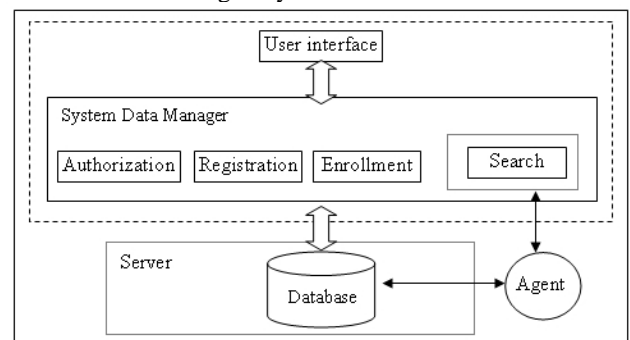 User interface
System Data Manager
Authorization
Registration
Enrollment
Search
Server
Database
Agent